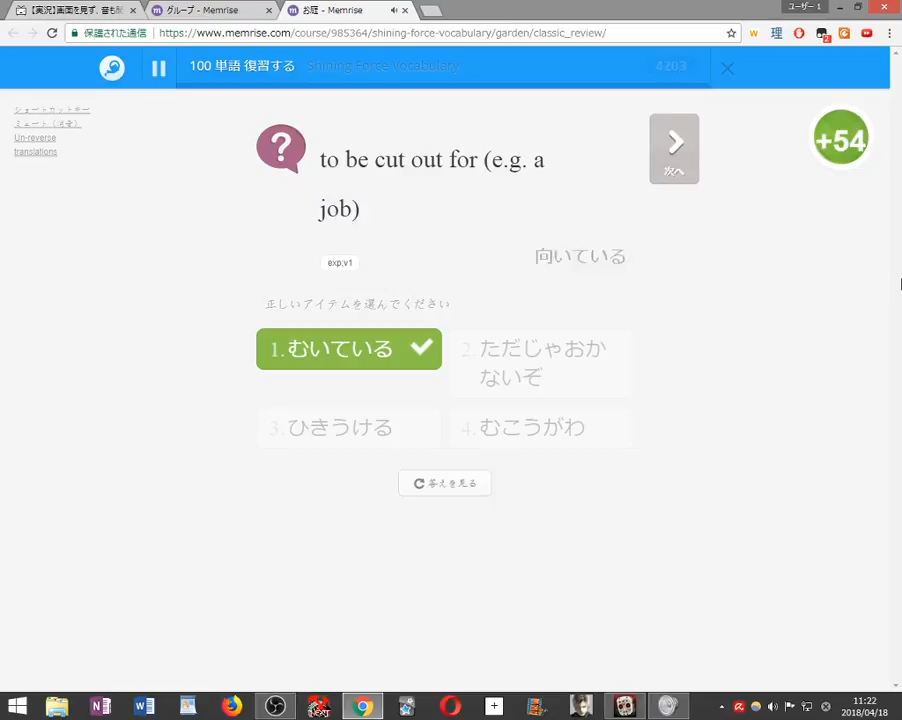 【実況】画面を見ず、音も
グループ - Memrise
お庭 - Memrise
ユーザー 1
保護された通信
https://www.memrise.com/course/985364/shining-force-vocabulary/garden/classic_review/
100 単語 復習する
Shining Force Vocabulary
4203
ショートカットキー
ミュート（消音）
Un-reverse
translations
?
to be cut out for (e.g. a
job)
次へ
+54
向いている
exp;v1
正しいアイテムを選んでください
1. むいている
2. ただじゃおか
ないぞ
3. ひきうける
4. むこうがわ
答えを見る
11:22
2018/04/18